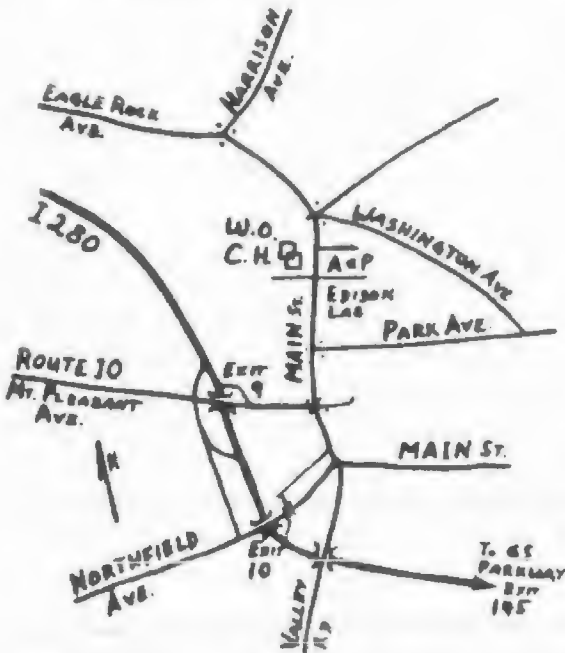 HARRISON
AVE.
EAGLE ROCK
AVE.
I 280
W.O.
C.H.
WASHINGTON AVE
A&P
EDISON
LAB
MAIN ST.
PARK AVE.
ROUTE 10
MT. PLEASANT
AVE.
EXIT
9
N
MAIN ST.
NORTHFIELD
AVE.
EXIT
10
VALLEY
RD
TO GS
PARKWAY
EXIT
145